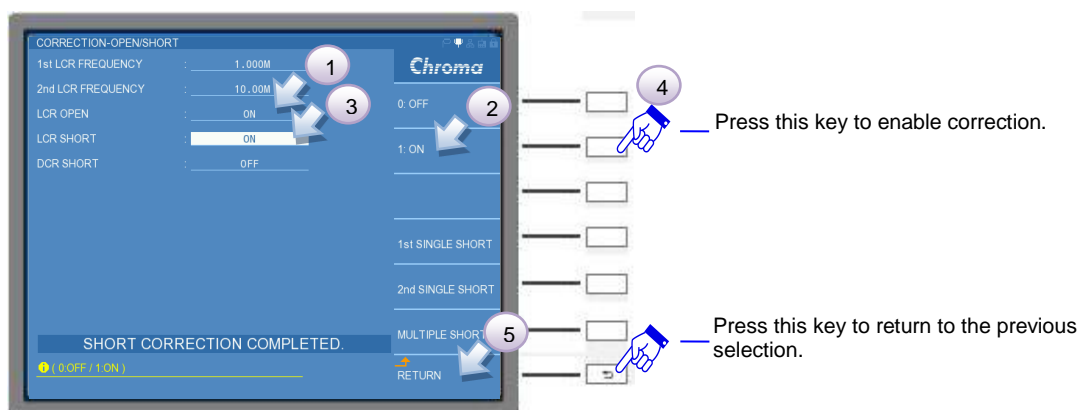 CORRECTION-OPEN/SHORT
1st LCR FREQUENCY : 1.000M
2nd LCR FREQUENCY : 10.00M
LCR OPEN : ON
LCR SHORT : ON
DCR SHORT : OFF
SHORT CORRECTION COMPLETED.
( 0:OFF / 1:ON )
Chroma
0: OFF
1: ON
1st SINGLE SHORT
2nd SINGLE SHORT
MULTIPLE SHORT
RETURN
1
2
3
4
5
Press this key to enable correction.
Press this key to return to the previous
selection.